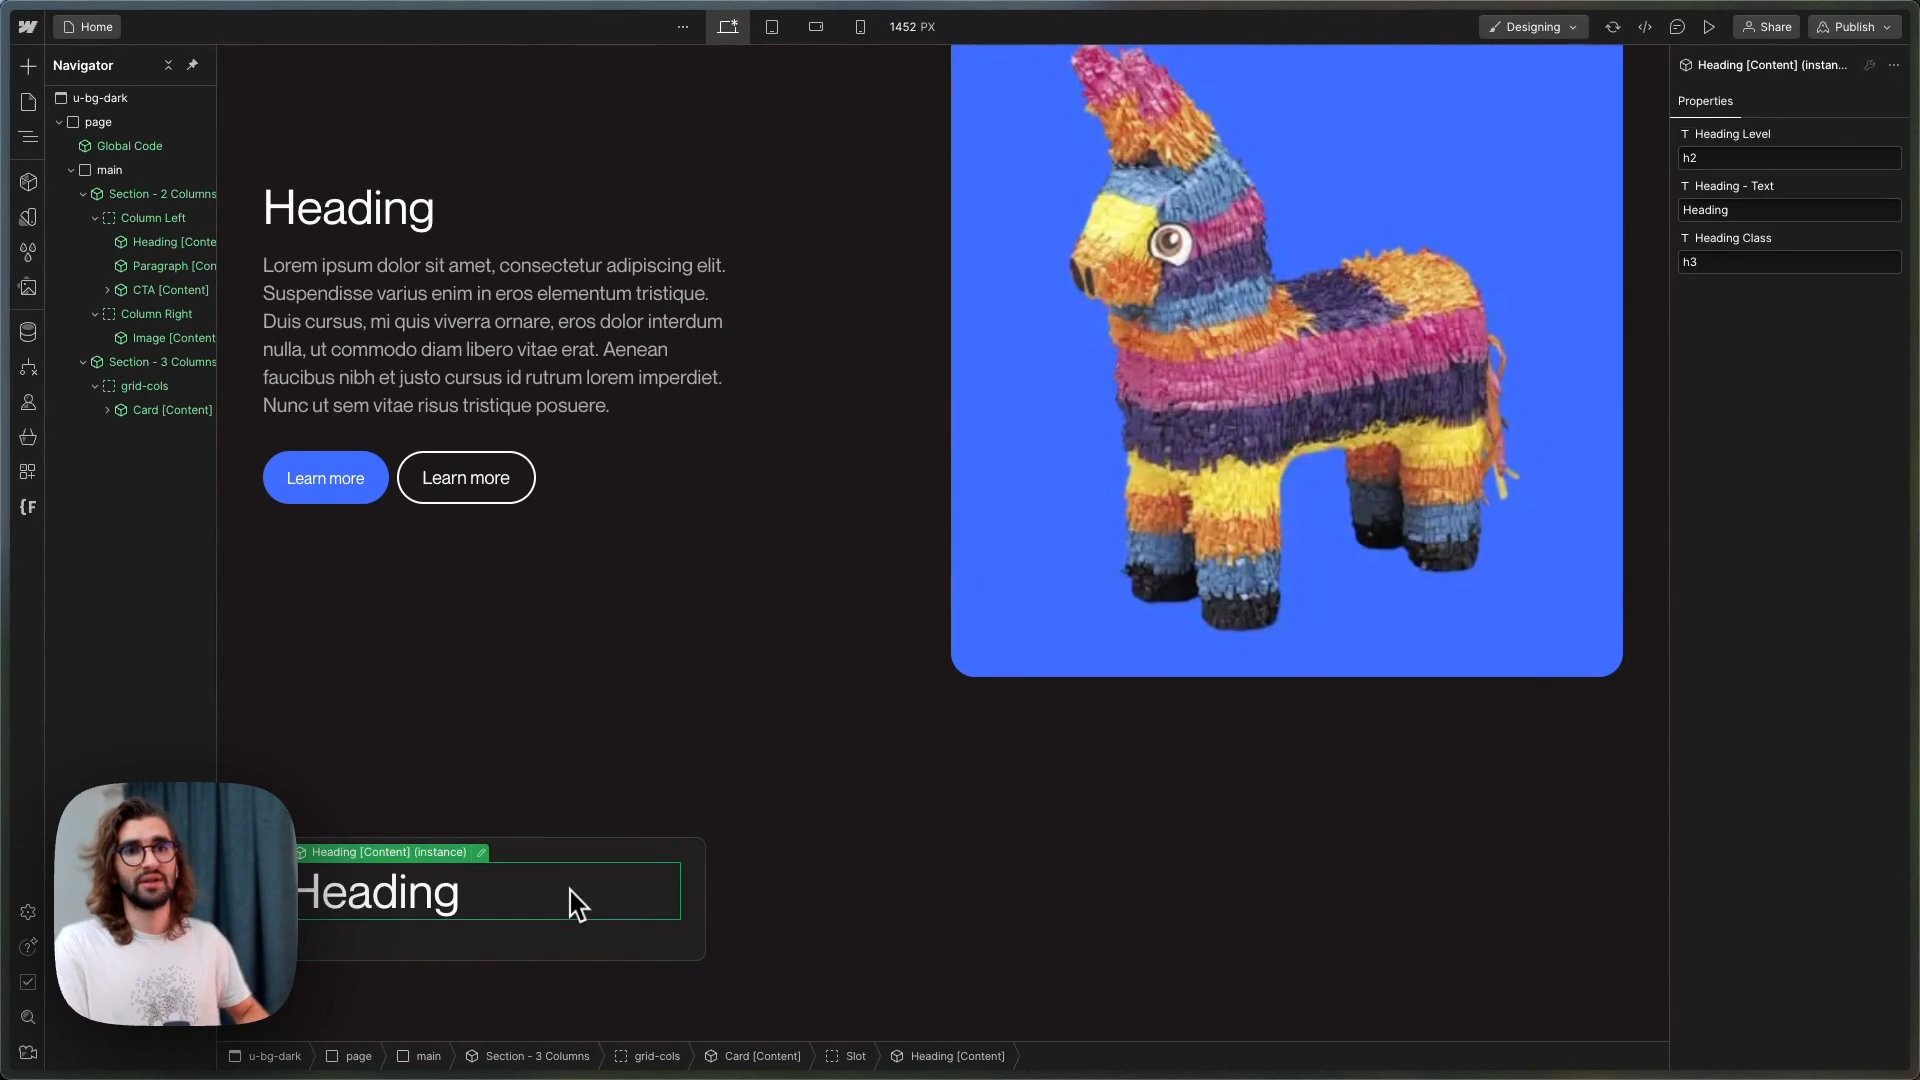 Home
...
1452 PX
Designing
Share
Publish
Navigator
u-bg-dark
page
Global Code
main
Section - 2 Columns
Column Left
Heading [Conte
Paragraph [Con
CTA [Content]
Column Right
Image [Content
Section - 3 Columns
grid-cols
Card [Content]
Heading
Lorem ipsum dolor sit amet, consectetur adipiscing elit.
Suspendisse varius enim in eros elementum tristique.
Duis cursus, mi quis viverra ornare, eros dolor interdum
nulla, ut commodo diam libero vitae erat. Aenean
faucibus nibh et justo cursus id rutrum lorem imperdiet.
Nunc ut sem vitae risus tristique posuere.
Learn more Learn more
Heading [Content] (instance)
Heading
Heading [Content] (instan...
Properties
Heading Level
h2
Heading - Text
Heading
Heading Class
h3
u-bg-dark page main Section - 3 Columns grid-cols Card [Content] Slot Heading [Content]